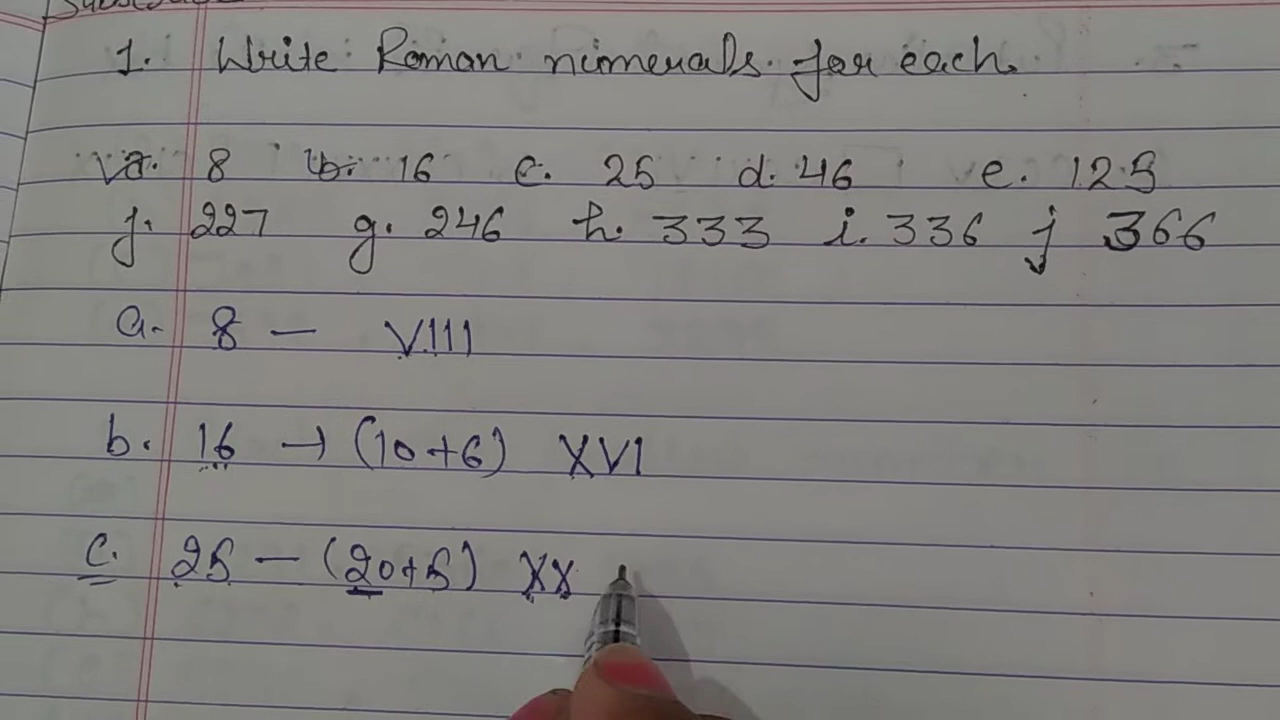 1. Write Roman numerals for each.
a. 8 b. 16 c. 25 d. 46 e. 125
f. 227 g. 246 h. 333 i. 336 j 366
a. 8 — VIII
b. 16 → (10+6) XVI
c. 25 — (20+5) XX